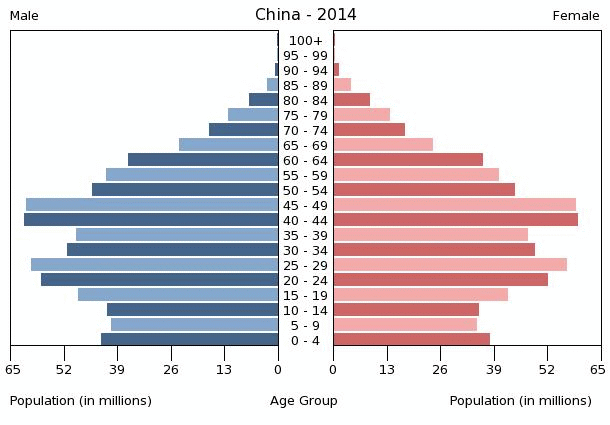 Male China - 2014 Female
100+
95 - 99
90 - 94
85 - 89
80 - 84
75 - 79
70 - 74
65 - 69
60 - 64
55 - 59
50 - 54
45 - 49
40 - 44
35 - 39
30 - 34
25 - 29
20 - 24
15 - 19
10 - 14
5 - 9
0 - 4
65 52 39 26 13 0 0 13 26 39 52 65
Population (in millions) Age Group Population (in millions)